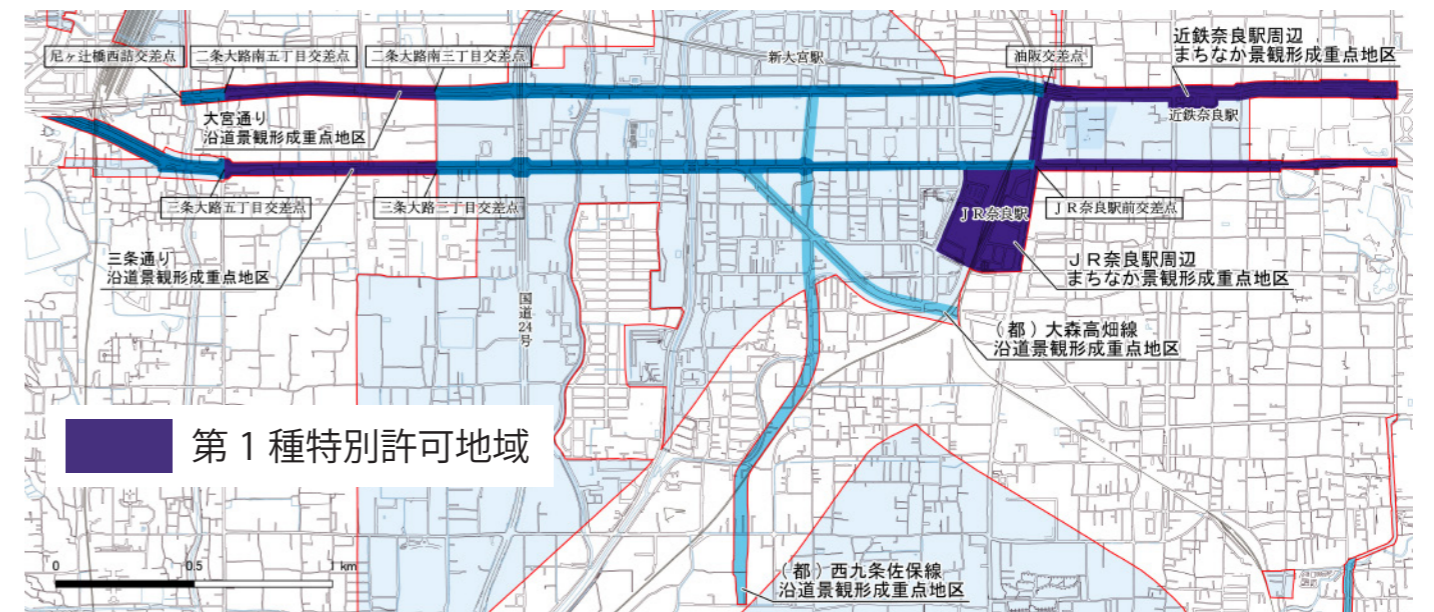 近鉄奈良駅周辺
まちなか景観形成重点地区
尼ヶ辻橋西詰交差点
二条大路南五丁目交差点
二条大路南三丁目交差点
新大宮駅
油阪交差点
大宮通り
沿道景観形成重点地区
近鉄奈良駅
三条大路五丁目交差点
三条大路三丁目交差点
ＪＲ奈良駅
ＪＲ奈良駅前交差点
三条通り
沿道景観形成重点地区
ＪＲ奈良駅周辺
まちなか景観形成重点地区
国道24号
（都）大森高畑線
沿道景観形成重点地区
第 1 種特別許可地域
0 0.5 1 km
（都）西九条佐保線
沿道景観形成重点地区